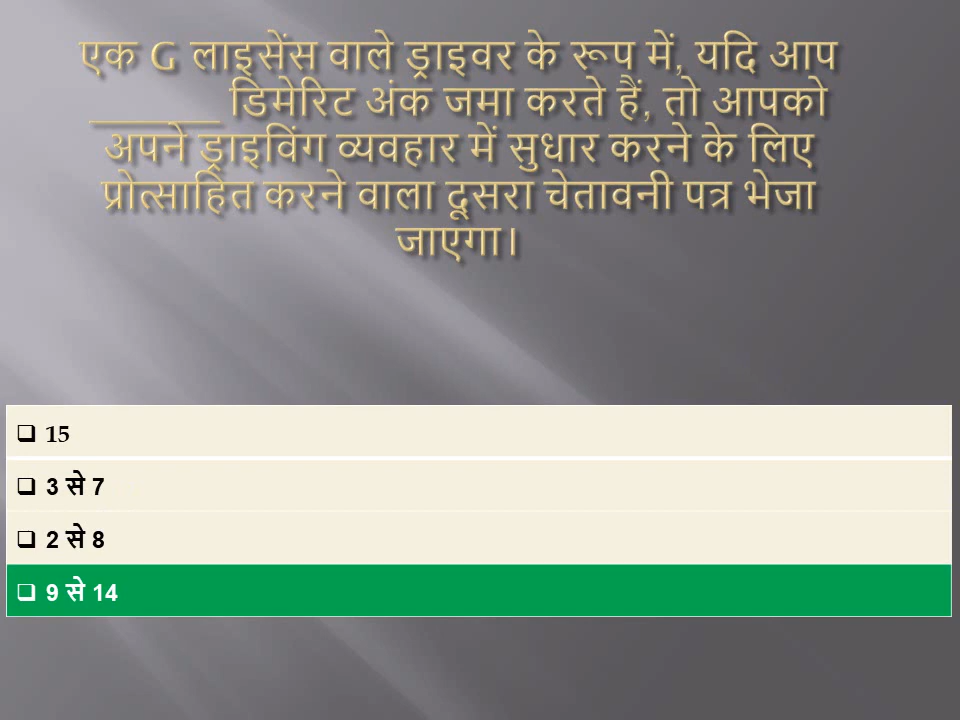 एक G लाइसेंस वाले ड्राइवर के रूप में, यदि आप
_______ डिमेरिट अंक जमा करते हैं, तो आपको
अपने ड्राइविंग व्यवहार में सुधार करने के लिए
प्रोत्साहित करने वाला दूसरा चेतावनी पत्र भेजा
जाएगा।
❑ 15
❑ 3 से 7
❑ 2 से 8
❑ 9 से 14